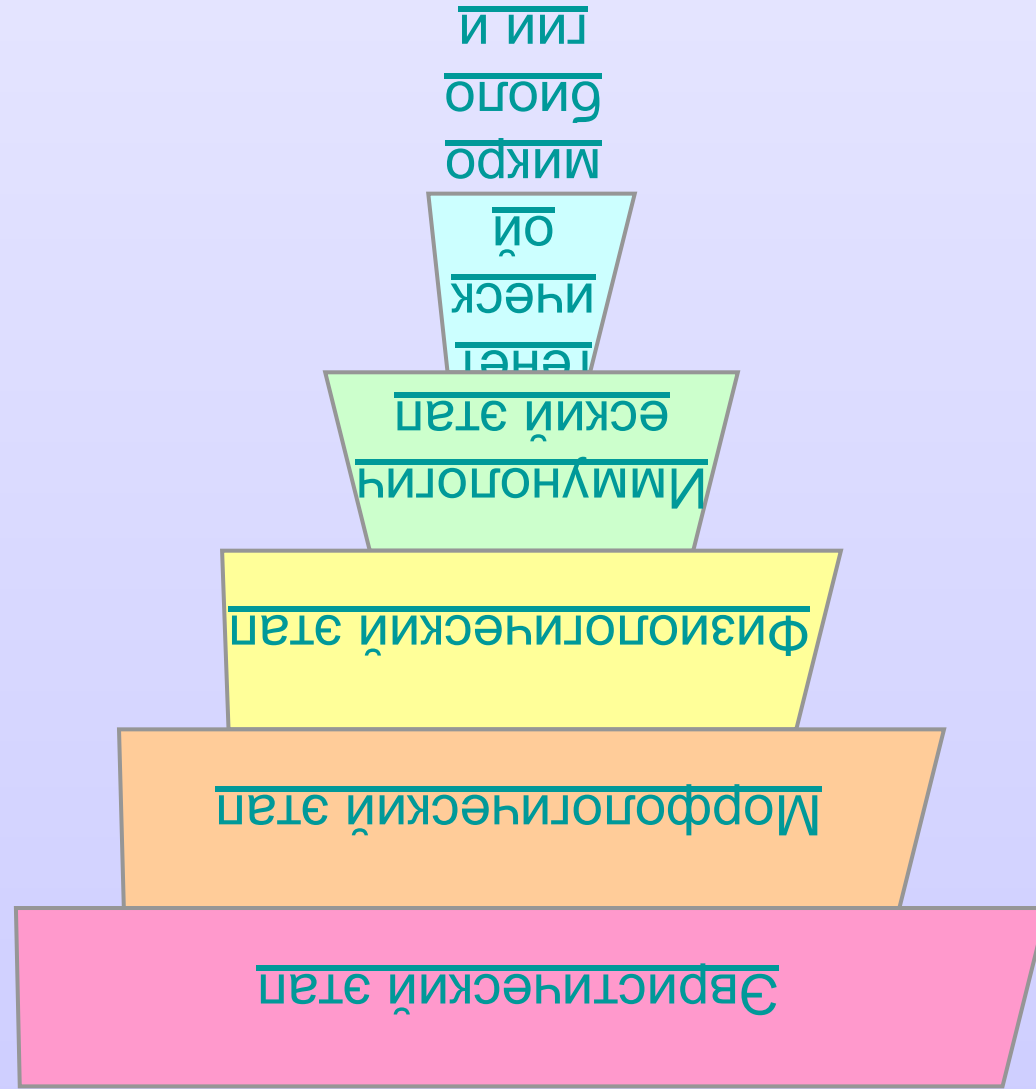 Эвристический этап
Морфологический этап
Физиологический этап
Иммунологич
еский этап
генет
ическ
ой
микро
биоло
гии и